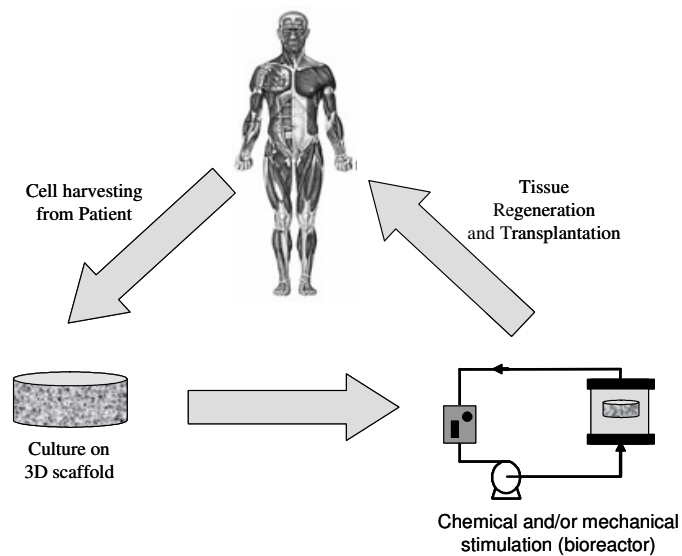 Cell harvesting
from Patient
Tissue
Regeneration
and Transplantation
Culture on
3D scaffold
Chemical and/or mechanical
stimulation (bioreactor)